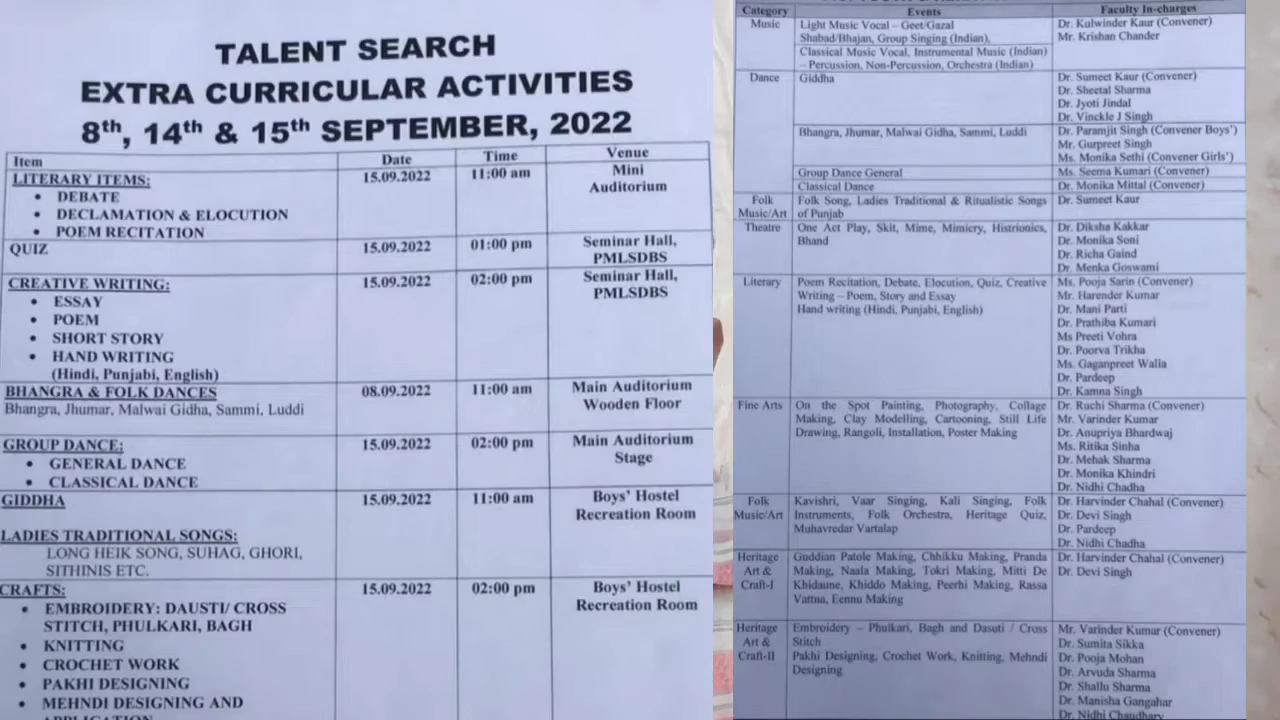 TALENT SEARCH
EXTRA CURRICULAR ACTIVITIES
8th, 14th & 15th SEPTEMBER, 2022
Item Date Time Venue
LITERARY ITEMS: 15.09.2022 11:00 am Mini
Auditorium
• DEBATE
• DECLAMATION & ELOCUTION
• POEM RECITATION
QUIZ 15.09.2022 01:00 pm Seminar Hall,
PMLSDBS
CREATIVE WRITING: 15.09.2022 02:00 pm Seminar Hall,
PMLSDBS
• ESSAY
• POEM
• SHORT STORY
• HAND WRITING
(Hindi, Punjabi, English)
BHANGRA & FOLK DANCES 08.09.2022 11:00 am Main Auditorium
Wooden Floor
Bhangra, Jhumar, Malwai Gidha, Sammi, Luddi
GROUP DANCE: 15.09.2022 02:00 pm Main Auditorium
Stage
• GENERAL DANCE
• CLASSICAL DANCE
GIDDHA 15.09.2022 11:00 am Boys' Hostel
Recreation Room
LADIES TRADITIONAL SONGS:
LONG HEIK SONG, SUHAG, GHORI,
SITHINIS ETC.
CRAFTS: 15.09.2022 02:00 pm Boys' Hostel
Recreation Room
• EMBROIDERY: DAUSTI/ CROSS
STITCH, PHULKARI, BAGH
• KNITTING
• CROCHET WORK
• PAKHI DESIGNING
• MEHNDI DESIGNING AND
Category Events Faculty In-charges
Music Light Music Vocal – Geet/Gazal Dr. Kulwinder Kaur (Convener)
Shabad/Bhajan, Group Singing (Indian), Mr. Krishan Chander
Classical Music Vocal, Instrumental Music (Indian)
– Percussion, Non-Percussion, Orchestra (Indian)
Dance Giddha Dr. Sumeet Kaur (Convener)
Dr. Sheetal Sharma
Dr. Jyoti Jindal
Dr. Vinckle J Singh
Bhangra, Jhumar, Malwai Gidha, Sammi, Luddi Dr. Paramjit Singh (Convener Boys')
Mr. Gurpreet Singh
Ms. Monika Sethi (Convener Girls')
Group Dance General Ms. Seema Kumari (Convener)
Classical Dance Dr. Monika Mittal (Convener)
Folk Folk Song, Ladies Traditional & Ritualistic Songs Dr. Sumeet Kaur
Music/Art of Punjab
Theatre One Act Play, Skit, Mime, Mimicry, Histrionics, Dr. Diksha Kakkar
Bhand Dr. Monika Soni
Dr. Richa Gaind
Dr. Menka Goswami
Literary Poem Recitation, Debate, Elocution, Quiz, Creative Ms. Pooja Sarin (Convener)
Writing – Poem, Story and Essay Mr. Harender Kumar
Hand writing (Hindi, Punjabi, English) Dr. Mani Parti
Dr. Prathiba Kumari
Ms Preeti Vohra
Dr. Poorva Trikha
Ms. Gaganpreet Walia
Dr. Pardeep
Dr. Kamna Singh
Fine Arts On the Spot Painting, Photography, Collage Dr. Ruchi Sharma (Convener)
Making, Clay Modelling, Cartooning, Still Life Mr. Varinder Kumar
Drawing, Rangoli, Installation, Poster Making Dr. Anupriya Bhardwaj
Ms. Ritika Sinha
Dr. Mehak Sharma
Dr. Monika Khindri
Dr. Nidhi Chadha
Folk Kavishri, Vaar Singing, Kali Singing, Folk Dr. Harvinder Chahal (Convener)
Music/Art Instruments, Folk Orchestra, Heritage Quiz, Dr. Devi Singh
Muhavredar Vartalap Dr. Pardeep
Dr. Nidhi Chadha
Heritage Guddian Patole Making, Chhikku Making, Pranda Dr. Harvinder Chahal (Convener)
Art & Making, Naala Making, Tokri Making, Mitti De Dr. Devi Singh
Craft-I Khidaune, Khiddo Making, Peerhi Making, Rassa
Vattna, Eennu Making
Heritage Embroidery – Phulkari, Bagh and Dasuti / Cross Mr. Varinder Kumar (Convener)
Art & Stitch Dr. Sumita Sikka
Craft-II Pakhi Designing, Crochet Work, Knitting, Mehndi Dr. Pooja Mohan
Designing Dr. Arvuda Sharma
Dr. Shallu Sharma
Dr. Manisha Gangahar
Dr. Nidhi Chaudhary